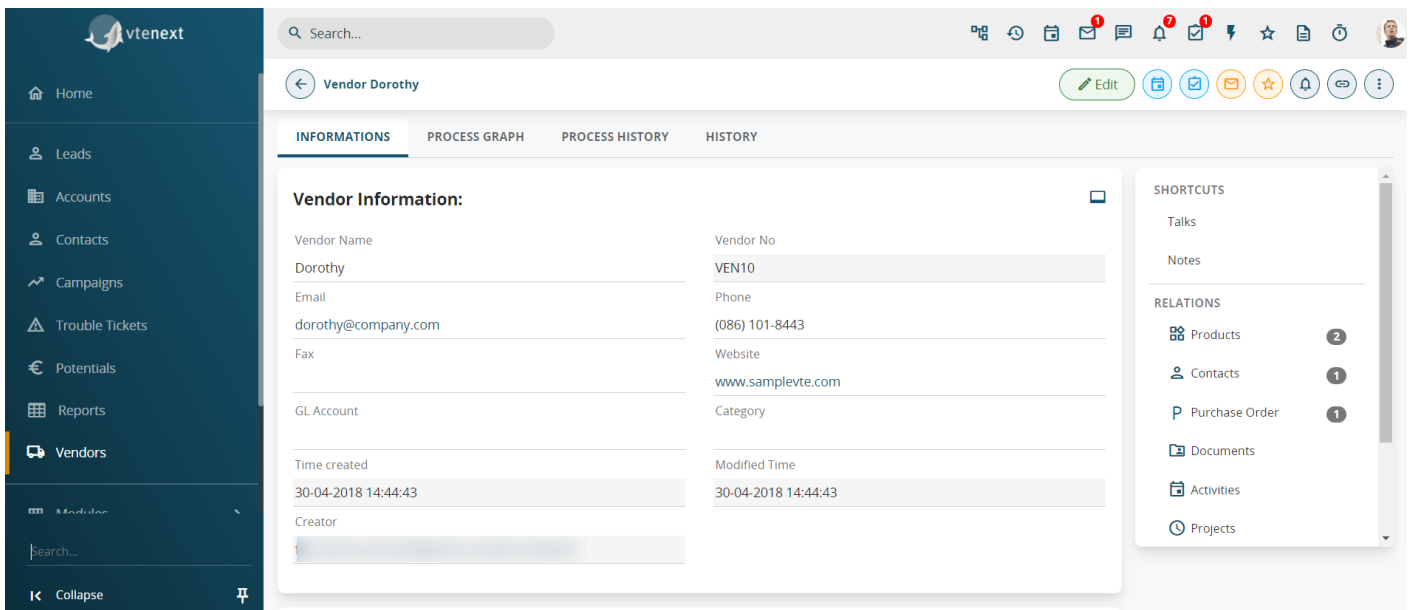 vtenext
Search...
1
7
1
Home
Leads
Accounts
Contacts
Campaigns
Trouble Tickets
Potentials
Reports
Vendors
Modules
Search...
Collapse
Vendor Dorothy
Edit
INFORMATIONS PROCESS GRAPH PROCESS HISTORY HISTORY
Vendor Information:
Vendor Name Vendor No
Dorothy VEN10
Email Phone
dorothy@company.com (086) 101-8443
Fax Website
www.samplevte.com
GL Account Category
Time created Modified Time
30-04-2018 14:44:43 30-04-2018 14:44:43
Creator
SHORTCUTS
Talks
Notes
RELATIONS
Products 2
Contacts 1
P Purchase Order 1
Documents
Activities
Projects